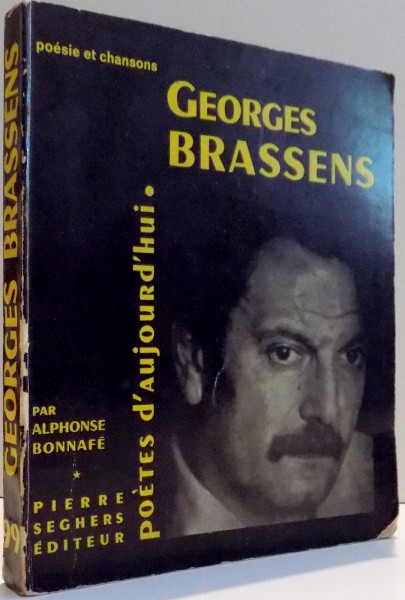 poésie et chansons
GEORGES
BRASSENS
POÈTES d'AUJOURd'hui.
PAR
ALPHONSE
BONNAFÉ
*
PIERRE
SEGHERS
ÉDITEUR
GEORGES BRASSENS
99